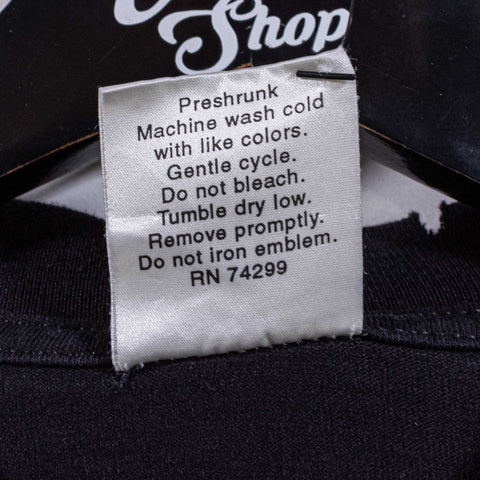 Shop
Preshrunk
Machine wash cold
with like colors.
Gentle cycle.
Do not bleach.
Tumble dry low.
Remove promptly.
Do not iron emblem.
RN 74299